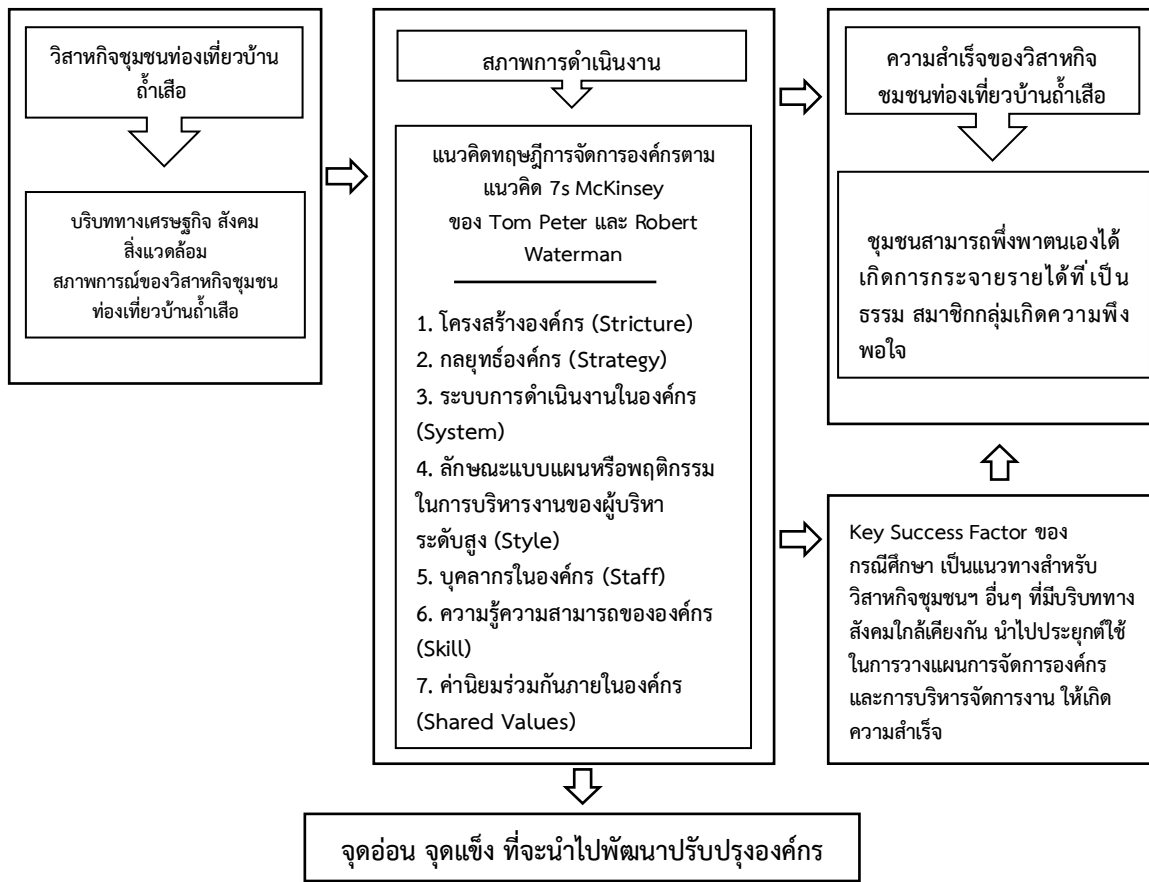 วิสาหกิจชุมชนท่องเที่ยวบ้าน
ถ้ำเสือ
บริบททางเศรษฐกิจ สังคม
สิ่งแวดล้อม
สภาพการณ์ของวิสาหกิจชุมชน
ท่องเที่ยวบ้านถ้ำเสือ
สภาพการดำเนินงาน
แนวคิดทฤษฎีการจัดการองค์กรตาม
แนวคิด 7s McKinsey
ของ Tom Peter และ Robert
Waterman
1. โครงสร้างองค์กร (Stricture)
2. กลยุทธ์องค์กร (Strategy)
3. ระบบการดำเนินงานในองค์กร
(System)
4. ลักษณะแบบแผนหรือพฤติกรรม
ในการบริหารงานของผู้บริหา
ระดับสูง (Style)
5. บุคลากรในองค์กร (Staff)
6. ความรู้ความสามารถขององค์กร
(Skill)
7. ค่านิยมร่วมกันภายในองค์กร
(Shared Values)
ความสำเร็จของวิสาหกิจ
ชมชนท่องเที่ยวบ้านถ้ำเสือ
ชุมชนสามารถพึ่งพาตนเองได้
เกิดการกระจายรายได้ที่เป็น
ธรรม สมาชิกกลุ่มเกิดความพึง
พอใจ
Key Success Factor ของ
กรณีศึกษา เป็นแนวทางสำหรับ
วิสาหกิจชุมชนฯ อื่นๆ ที่มีบริบททาง
สังคมใกล้เคียงกัน นำไปประยุกต์ใช้
ในการวางแผนการจัดการองค์กร
และการบริหารจัดการงาน ให้เกิด
ความสำเร็จ
จุดอ่อน จุดแข็ง ที่จะนำไปพัฒนาปรับปรุงองค์กร